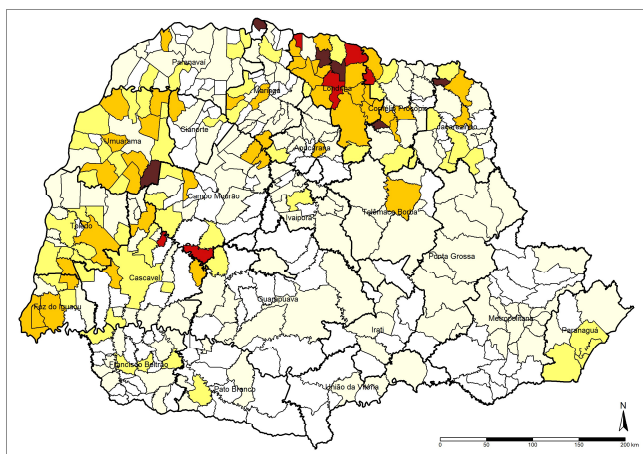 Paranavaí
Maringá
Londrina
Cornélio Procópio
Jacarezinho
Umuarama
Cianorte
Apucarana
Campo Mourão
Ivaiporã
Telêmaco Borba
Toledo
Cascavel
Ponta Grossa
Foz do Iguaçu
Guarapuava
Irati
Metropolitana
Paranaguá
Francisco Beltrão
Pato Branco
União da Vitória
N
0 50 100 150 200 km